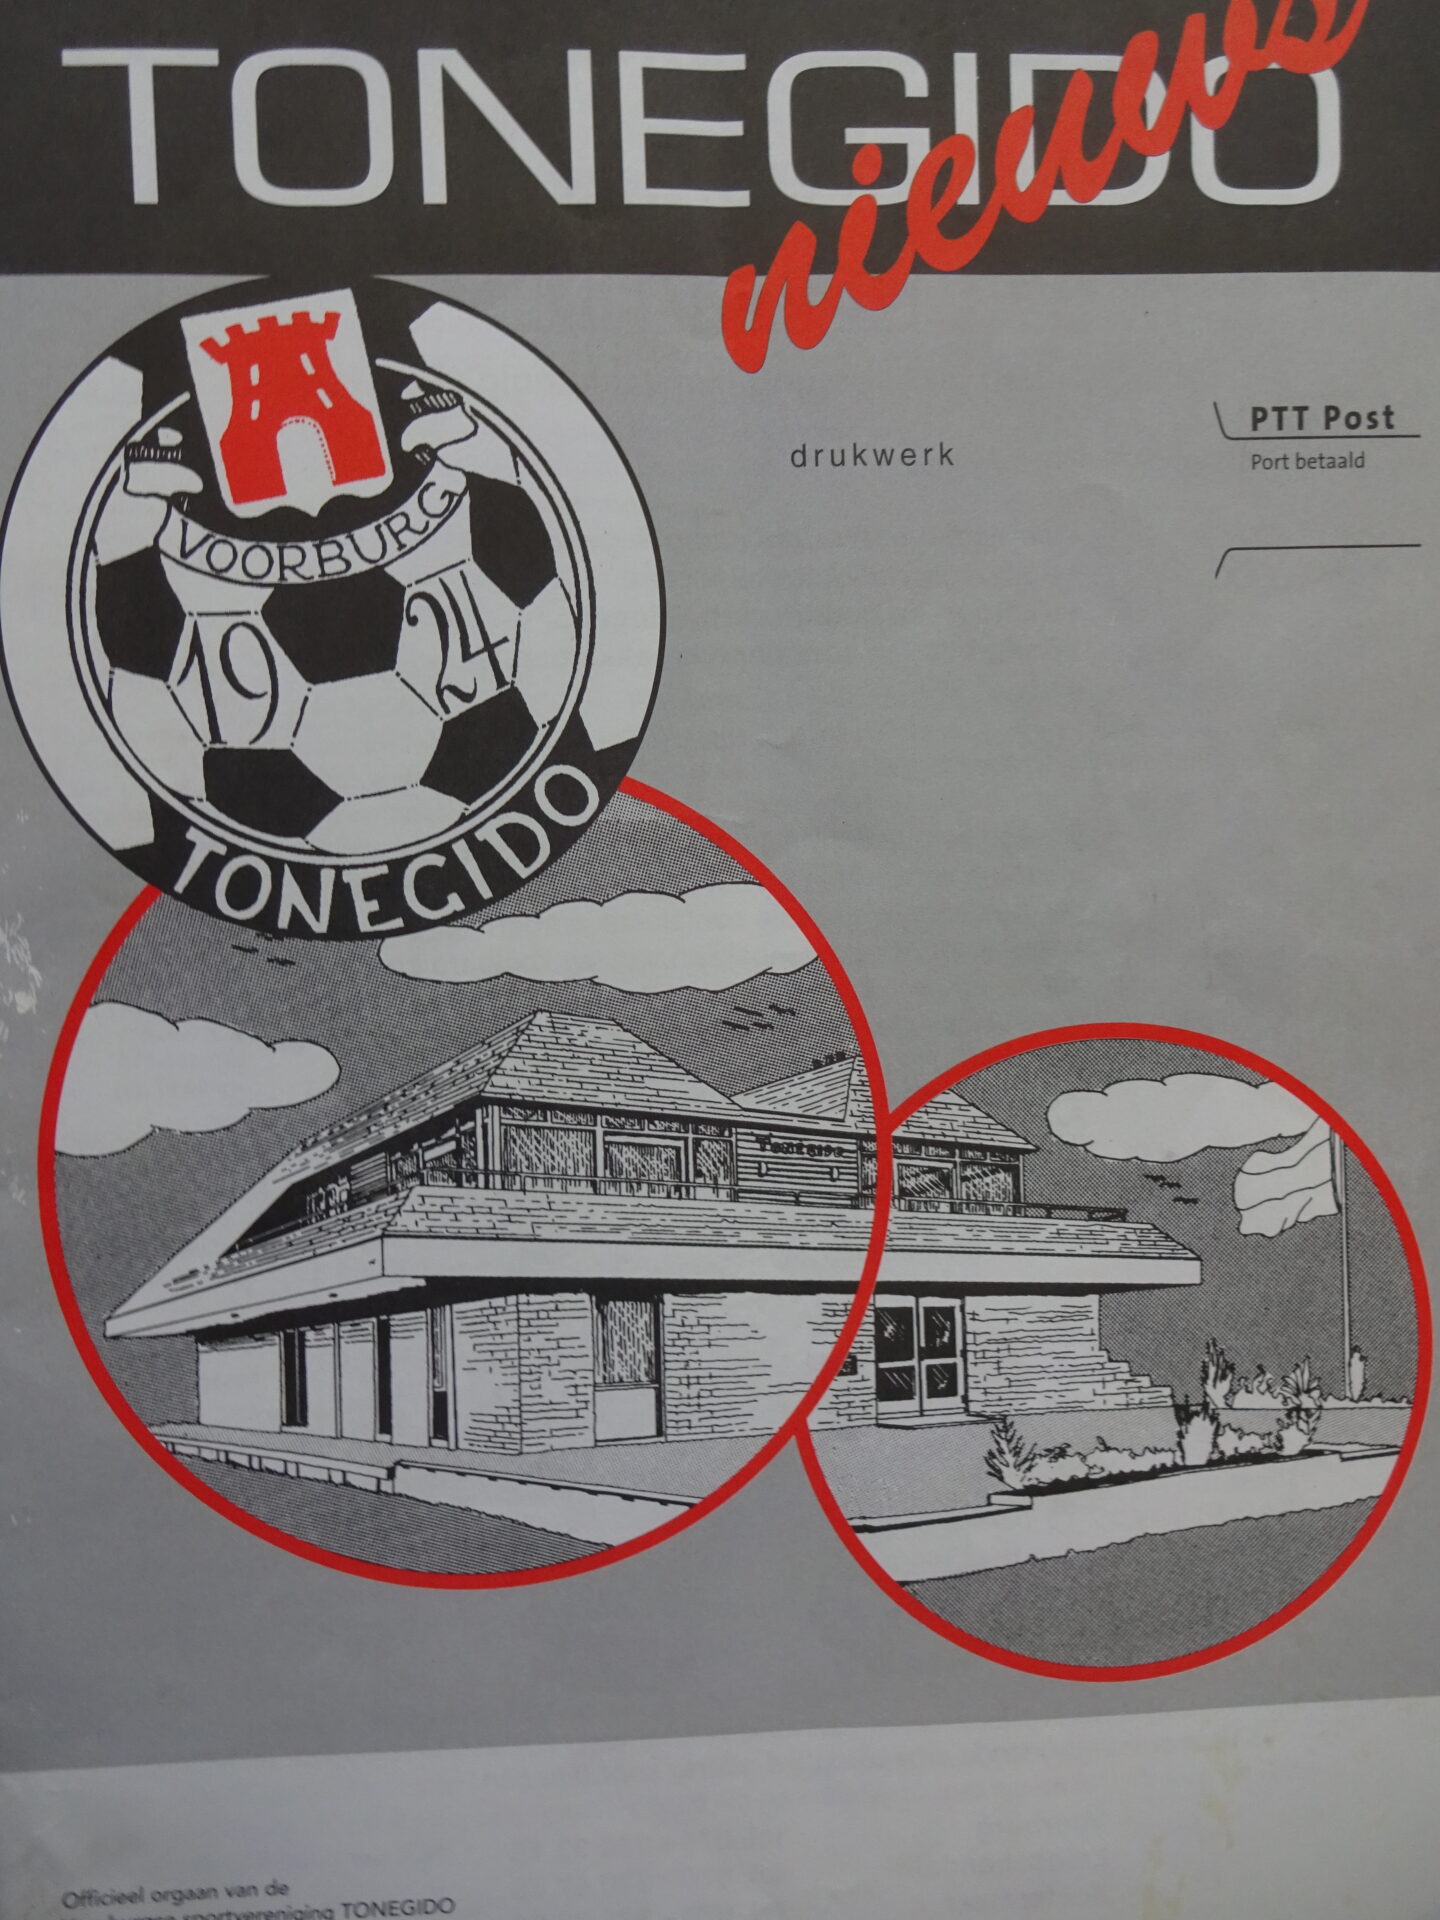 TONEGIDO
nieuws
PTT Post
drukwerk
Port betaald
VOORBURG
19 24
TONEGIDO
TONEGIDO
Officieel orgaan van de
sportvereniging TONEGIDO